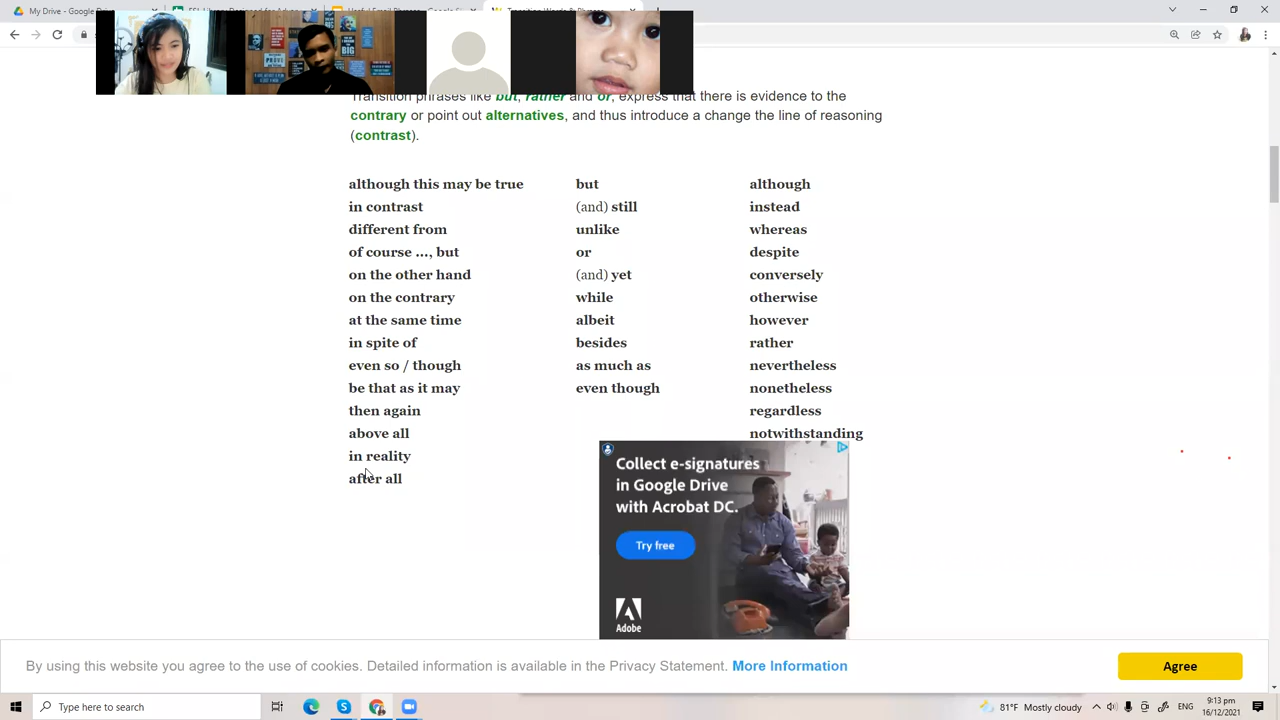 My Drive - Google Dri
Transition phrases like but, rather and or, express that there is evidence to the
contrary or point out alternatives, and thus introduce a change the line of reasoning
(contrast).
although this may be true
in contrast
different from
of course ..., but
on the other hand
on the contrary
at the same time
in spite of
even so / though
be that as it may
then again
above all
in reality
after all
but
(and) still
unlike
or
(and) yet
while
albeit
besides
as much as
even though
although
instead
whereas
despite
conversely
otherwise
however
rather
nevertheless
nonetheless
regardless
notwithstanding
Collect e-signatures
in Google Drive
with Acrobat DC.
Try free
Adobe
By using this website you agree to the use of cookies. Detailed information is available in the Privacy Statement. More Information
Agree
Type here to search
81°F Mostly cloudy
ENG
9:13 pm
16/12/2021